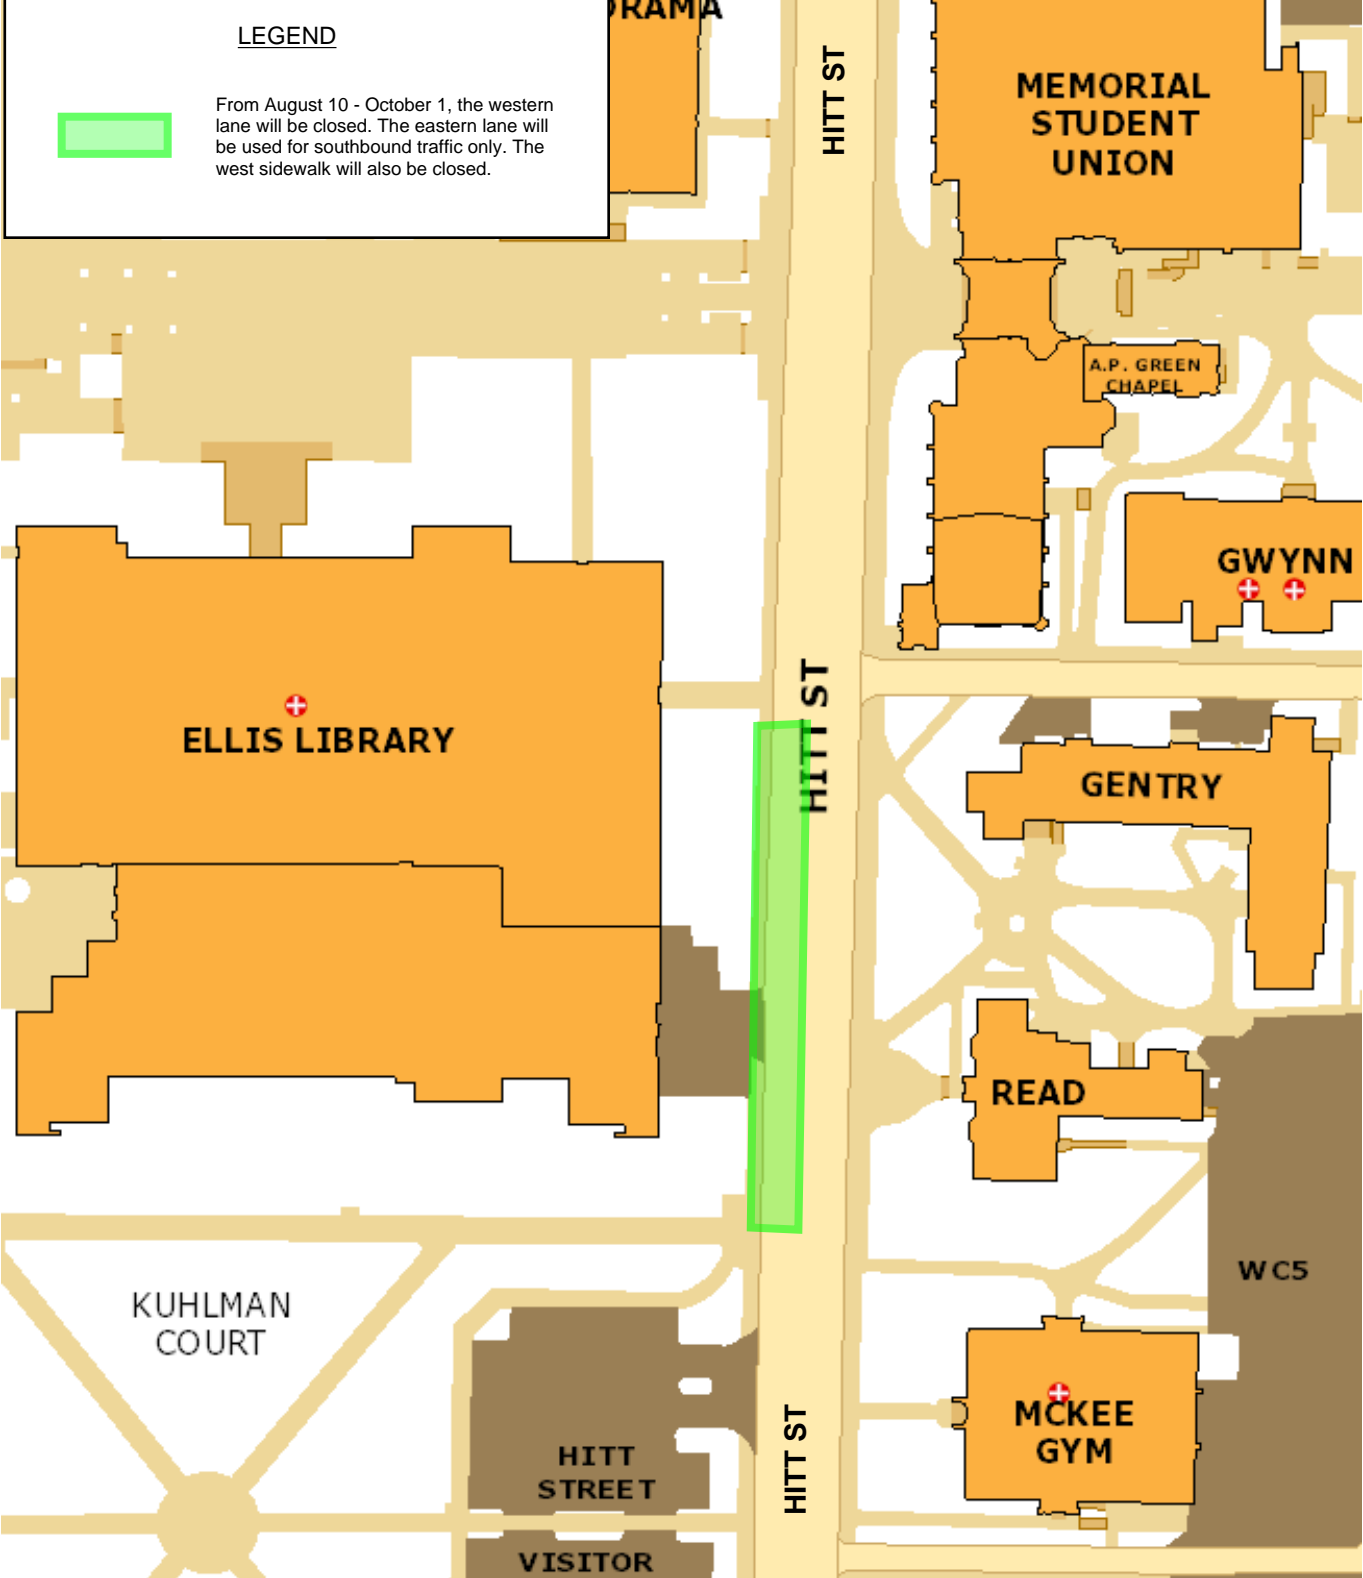 LEGEND
From August 10 - October 1, the western
lane will be closed. The eastern lane will
be used for southbound traffic only. The
west sidewalk will also be closed.
DRAMA
HITT ST
MEMORIAL
STUDENT
UNION
A.P. GREEN
CHAPEL
GWYNN
HITT ST
ELLIS LIBRARY
GENTRY
READ
WC5
KUHLMAN
COURT
MCKEE
GYM
HITT ST
HITT
STREET
VISITOR